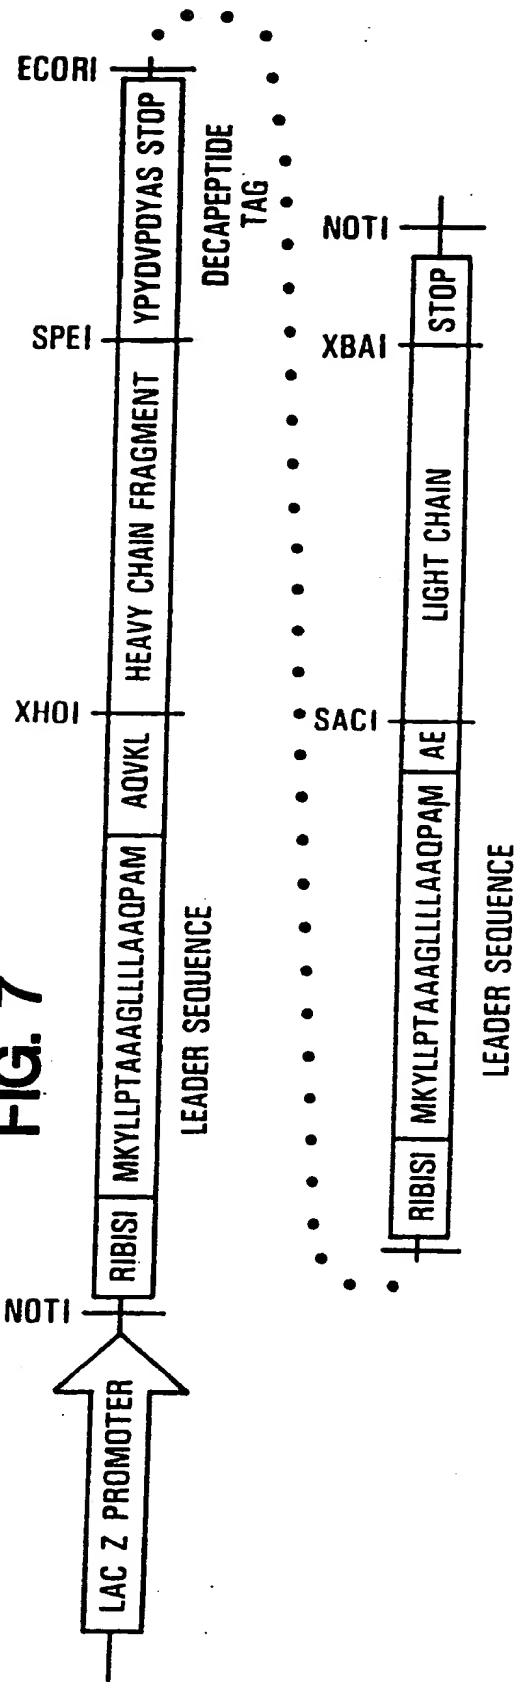 FIG. 7
LAC Z PROMOTER
NOTI
RIBISI
MKYLLPTAAAGLLLLAAQPAM
LEADER SEQUENCE
AQVKL
XHOI
HEAVY CHAIN FRAGMENT
SPEI
YPYDVPDYAS STOP
DECAPEPTIDE
TAG
ECORI
RIBISI
MKYLLPTAAAGLLLLAAQPAM
LEADER SEQUENCE
AE
SACI
LIGHT CHAIN
XBAI
STOP
NOTI